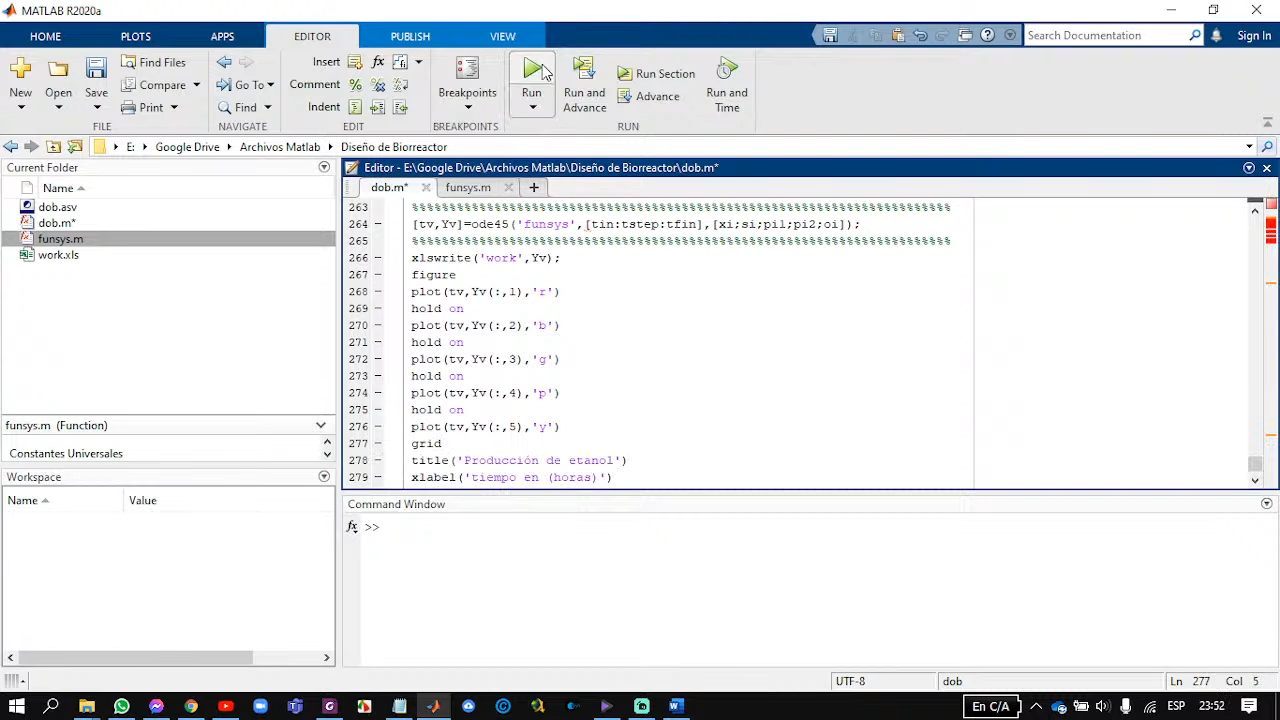 MATLAB R2020a
HOME PLOTS APPS EDITOR PUBLISH VIEW
Search Documentation Sign In
New Open Save Find Files Compare Print
Go To Find
Insert Comment Indent
Breakpoints
Run Run and Advance Run Section Advance Run and Time
FILE NAVIGATE EDIT BREAKPOINTS RUN
E: Google Drive Archivos Matlab Diseño de Biorreactor
Current Folder
Name
dob.asv
dob.m*
funsys.m
work.xls
funsys.m (Function)
Constantes Universales
Workspace
Name Value
Editor - E:\Google Drive\Archivos Matlab\Diseño de Biorreactor\dob.m*
dob.m* funsys.m
263 %%%%%%%%%%%%%%%%%%%%%%%%%%%%%%%%%%%%%%%%%%%%%%%%%%%%%%%%%%%%%%%%%%%%%%%%
264 [tv,Yv]=ode45('funsys',[tin:tstep:tfin],[xi;si;pi1;pi2;oi]);
265 %%%%%%%%%%%%%%%%%%%%%%%%%%%%%%%%%%%%%%%%%%%%%%%%%%%%%%%%%%%%%%%%%%%%%%%%
266 xlswrite('work',Yv);
267 figure
268 plot(tv,Yv(:,1),'r')
269 hold on
270 plot(tv,Yv(:,2),'b')
271 hold on
272 plot(tv,Yv(:,3),'g')
273 hold on
274 plot(tv,Yv(:,4),'p')
275 hold on
276 plot(tv,Yv(:,5),'y')
277 grid
278 title('Producción de etanol')
279 xlabel('tiempo en (horas)')
Command Window
fx >>
UTF-8 dob Ln 277 Col 5
En C/A ESP 23:52